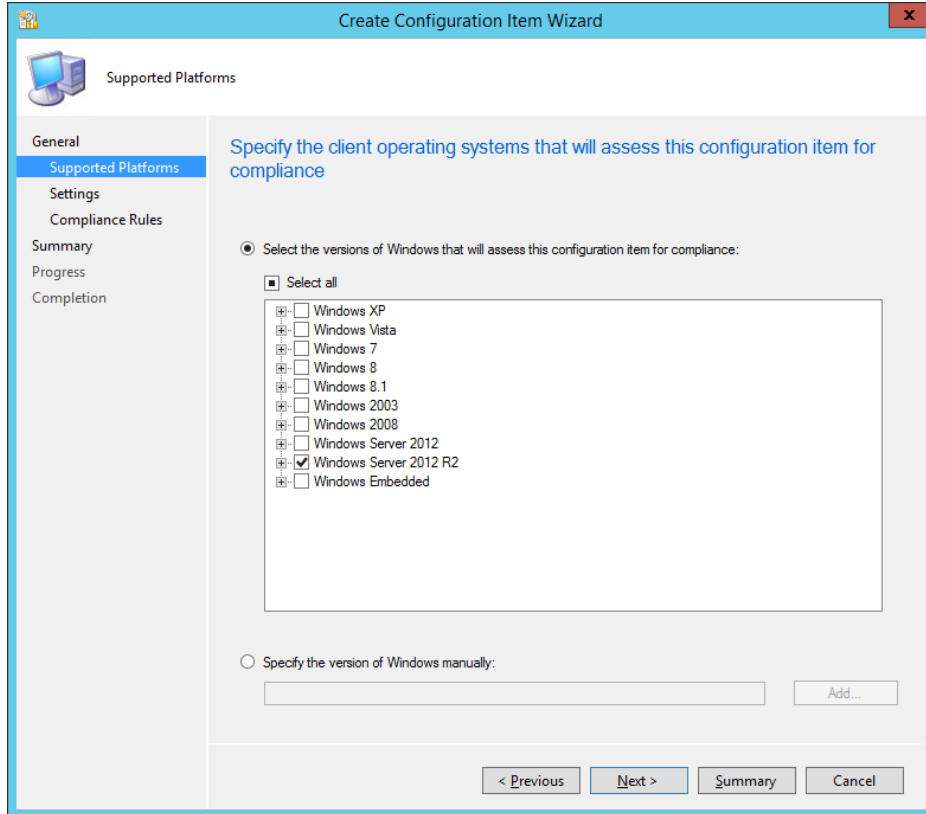 Create Configuration Item Wizard
x
Supported Platforms
General
Supported Platforms
Settings
Compliance Rules
Summary
Progress
Completion
Specify the client operating systems that will assess this configuration item for
compliance
Select the versions of Windows that will assess this configuration item for compliance:
Select all
Windows XP
Windows Vista
Windows 7
Windows 8
Windows 8.1
Windows 2003
Windows 2008
Windows Server 2012
Windows Server 2012 R2
Windows Embedded
Specify the version of Windows manually:
Add...
< Previous
Next >
Summary
Cancel